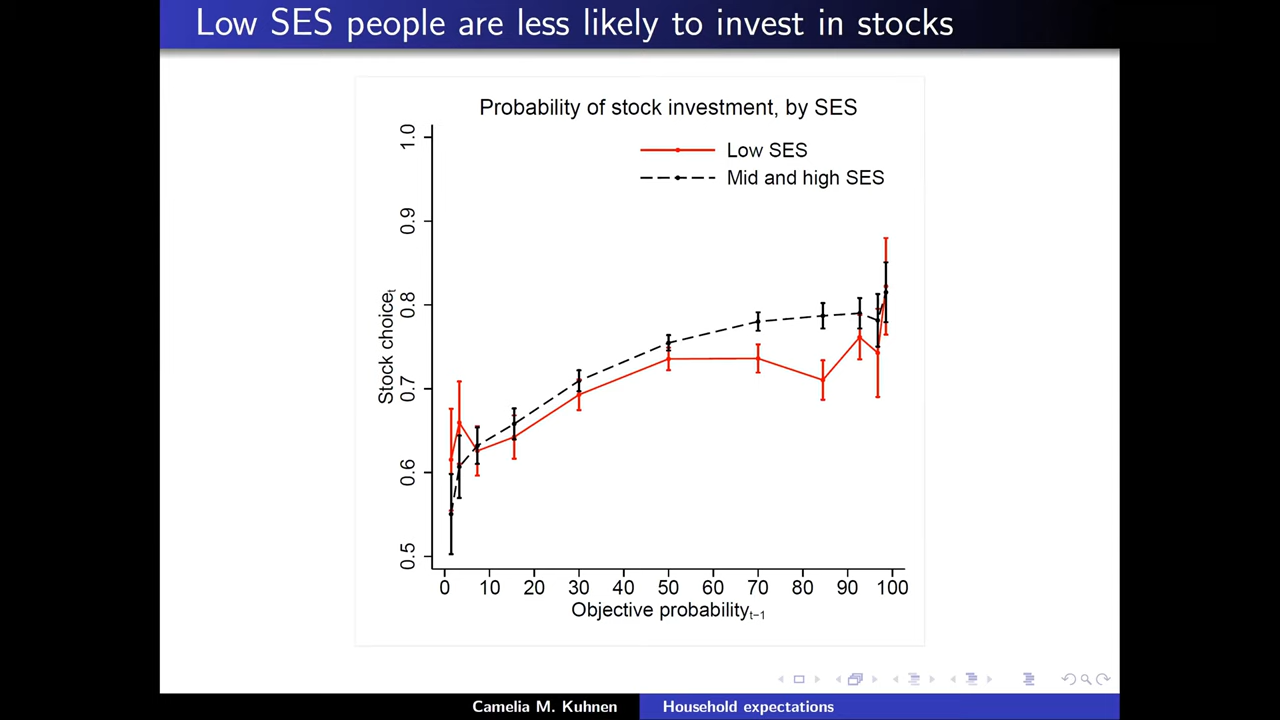 Low SES people are less likely to invest in stocks
Probability of stock investment, by SES
Low SES
Mid and high SES
Stock choice t
1.0
0.9
0.8
0.7
0.6
0.5
0 10 20 30 40 50 60 70 80 90 100
Objective probability t−1
Camelia M. Kuhnen
Household expectations